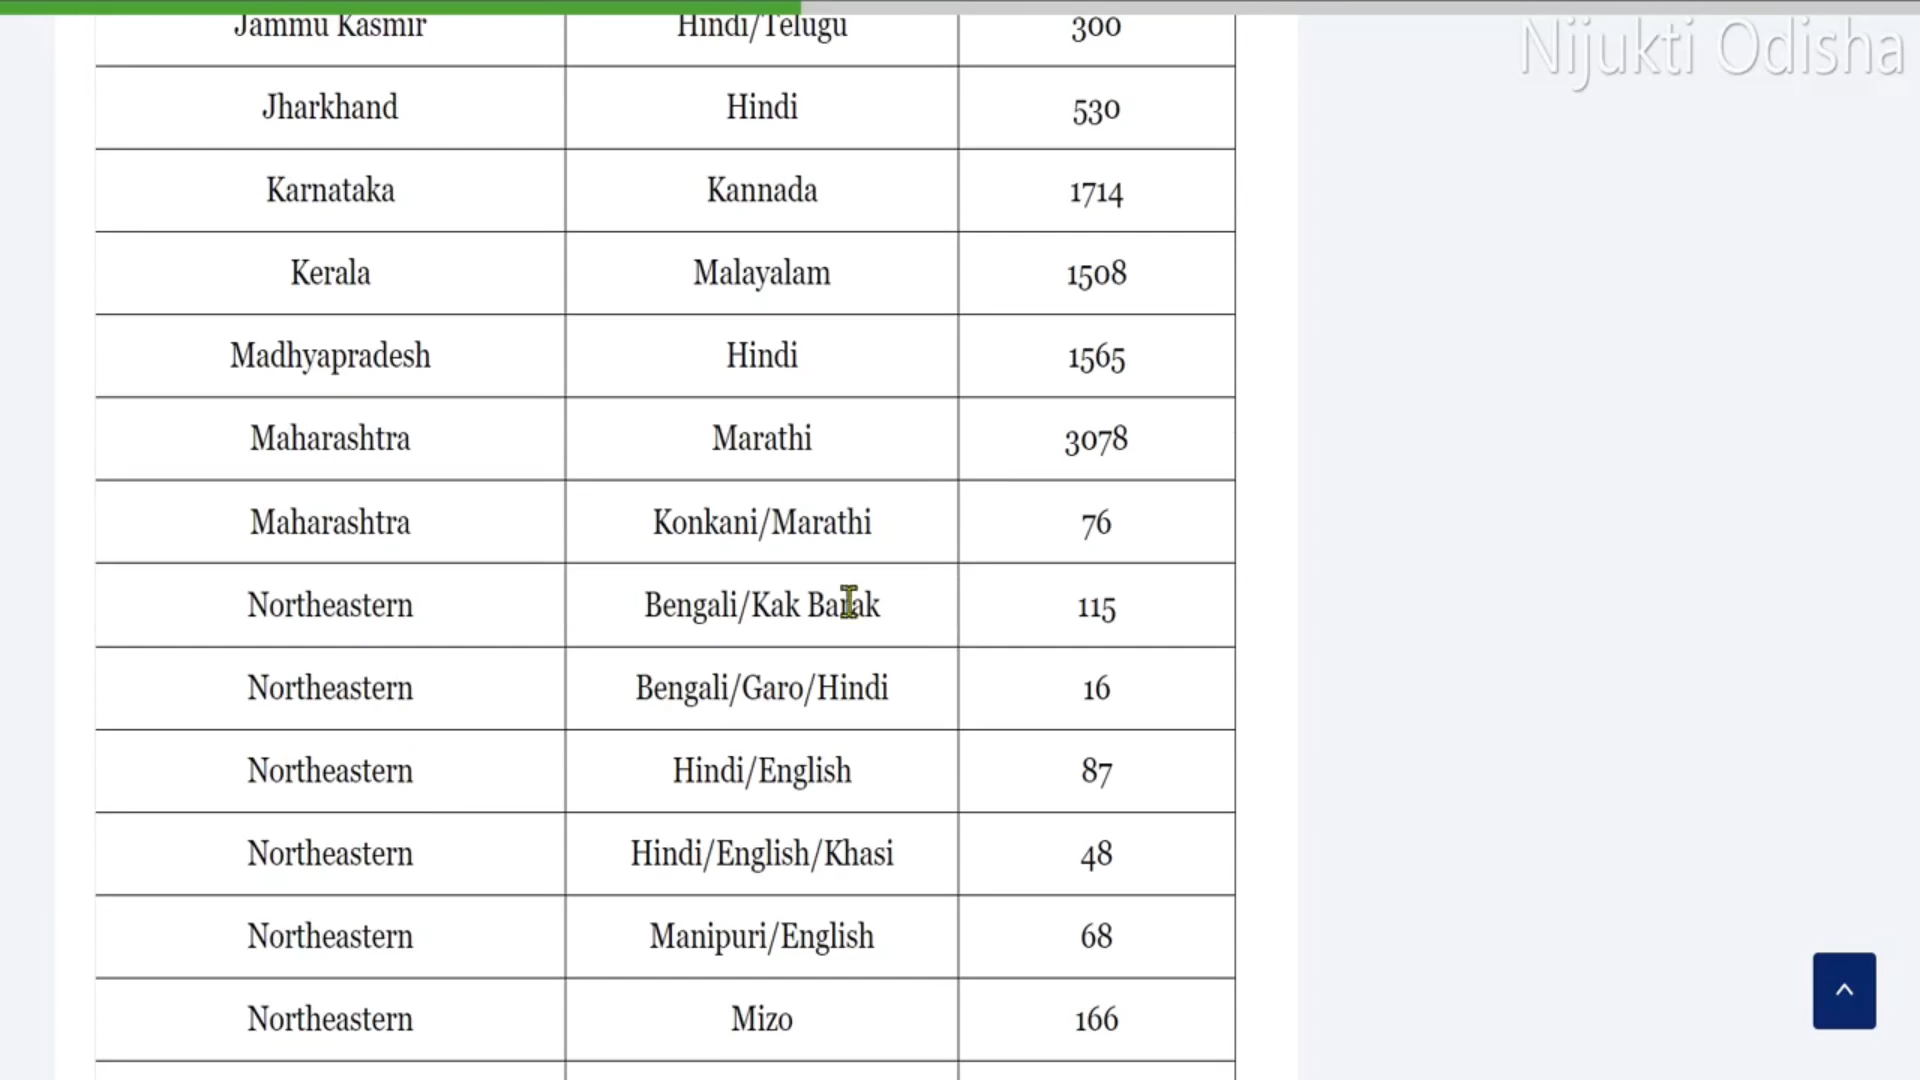 Nijukti Odisha
Jammu Kasmir Hindi/Telugu 300
Jharkhand Hindi 530
Karnataka Kannada 1714
Kerala Malayalam 1508
Madhyapradesh Hindi 1565
Maharashtra Marathi 3078
Maharashtra Konkani/Marathi 76
Northeastern Bengali/Kak Barak 115
Northeastern Bengali/Garo/Hindi 16
Northeastern Hindi/English 87
Northeastern Hindi/English/Khasi 48
Northeastern Manipuri/English 68
Northeastern Mizo 166